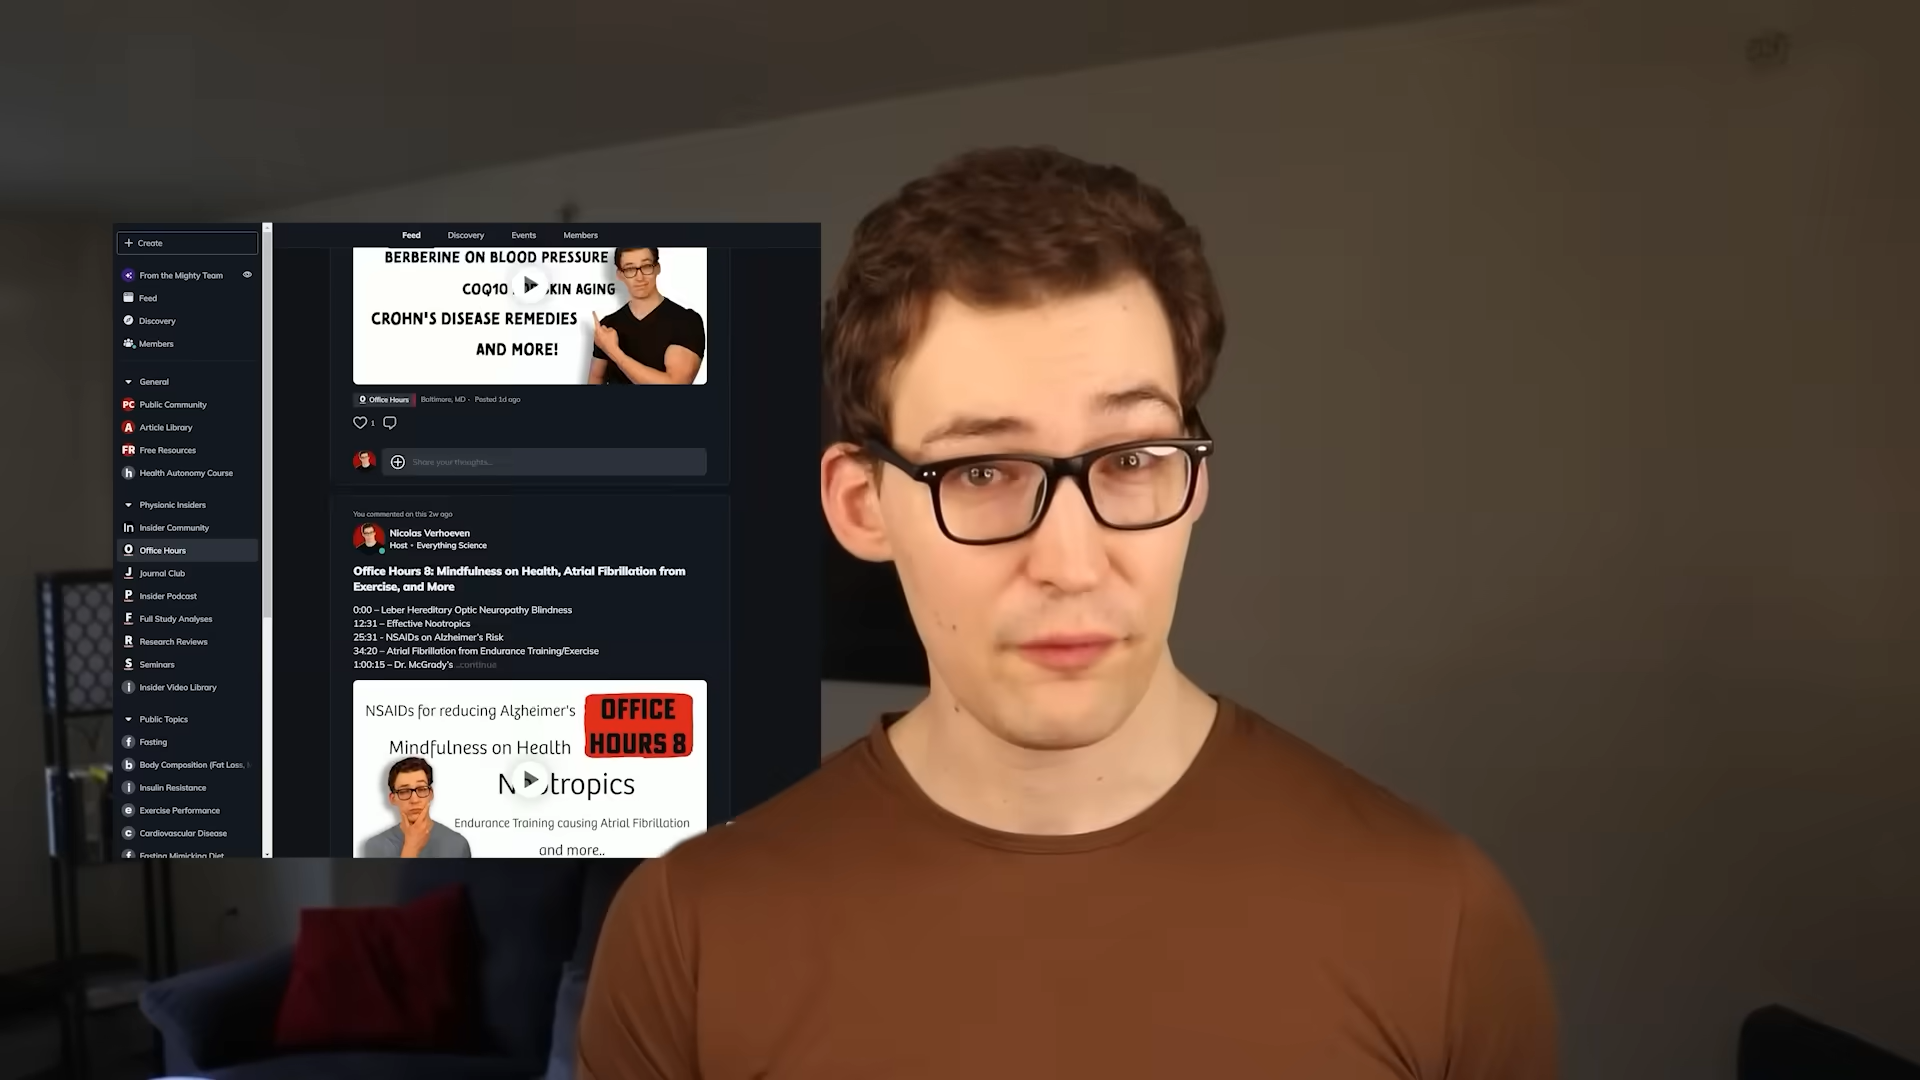 Create
From the Mighty Team
Feed
Discovery
Members
General
PC Public Community
A Article Library
FR Free Resources
h Health Autonomy Course
Physionic Insiders
In Insider Community
O Office Hours
J Journal Club
P Insider Podcast
F Full Study Analyses
R Research Reviews
S Seminars
i Insider Video Library
Public Topics
f Fasting
b Body Composition (Fat Loss,
i Insulin Resistance
e Exercise Performance
c Cardiovascular Disease
f Fasting Mimicking Diet
Feed Discovery Events Members
BERBERINE ON BLOOD PRESSURE
COQ10 SKIN AGING
CROHN'S DISEASE REMEDIES
AND MORE!
O Office Hours Baltimore, MD · Posted 1d ago
1
Share your thoughts...
You commented on this 2w ago
Nicolas Verhoeven
Host · Everything Science
Office Hours 8: Mindfulness on Health, Atrial Fibrillation from
Exercise, and More
0:00 – Leber Hereditary Optic Neuropathy Blindness
12:31 – Effective Nootropics
25:31 - NSAIDs on Alzheimer's Risk
34:20 – Atrial Fibrillation from Endurance Training/Exercise
1:00:15 – Dr. McGrady's ...continue
NSAIDs for reducing Alzheimer's
OFFICE
HOURS 8
Mindfulness on Health
Nootropics
Endurance Training causing Atrial Fibrillation
and more..